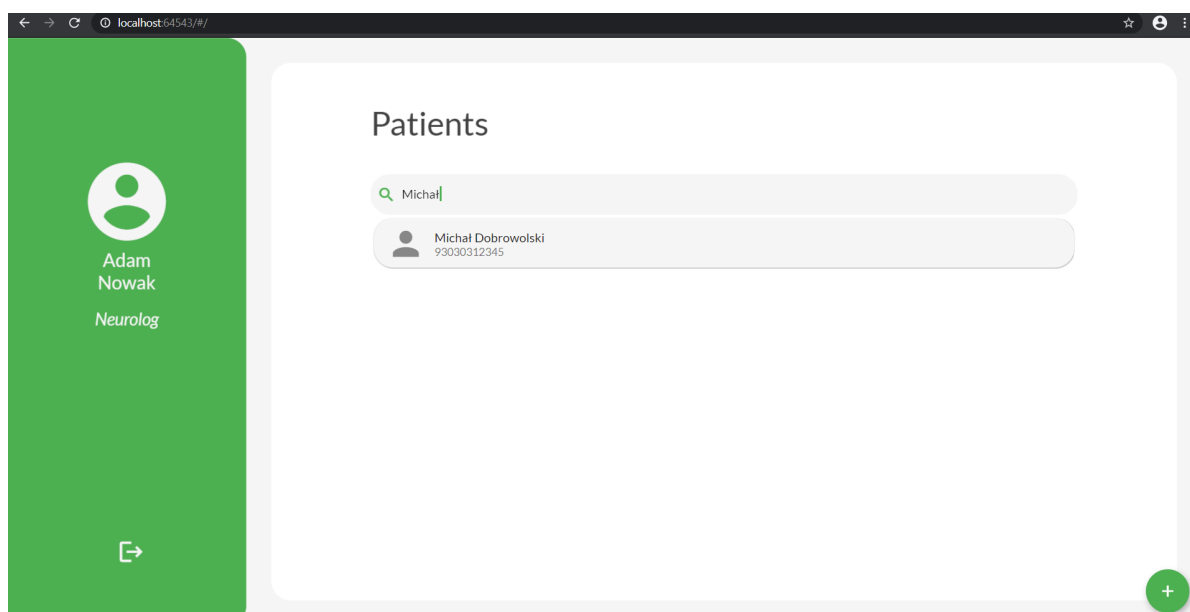 localhost:64543/#/
Adam
Nowak
Neurolog
Patients
Michał
Michał Dobrowolski
93030312345